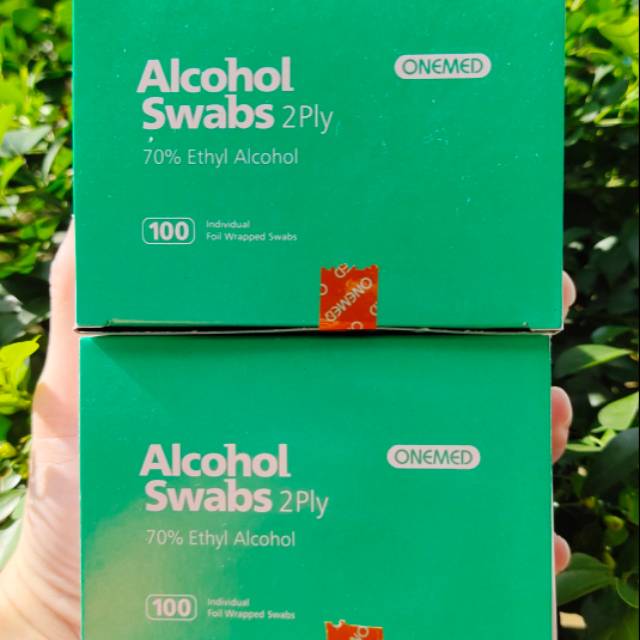 Alcohol
Swabs 2Ply
ONEMED
70% Ethyl Alcohol
100 Individual
Foil Wrapped Swabs
ONEMED
Alcohol
Swabs 2Ply
ONEMED
70% Ethyl Alcohol
100 Individual
Foil Wrapped Swabs